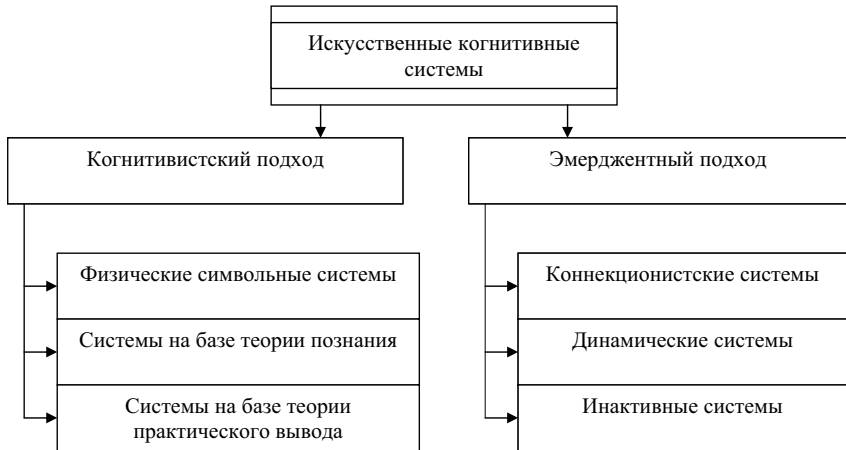 Искусственные когнитивные
системы
Когнитивистский подход
Эмерджентный подход
Физические символьные системы
Системы на базе теории познания
Системы на базе теории
практического вывода
Коннекционистские системы
Динамические системы
Инактивные системы